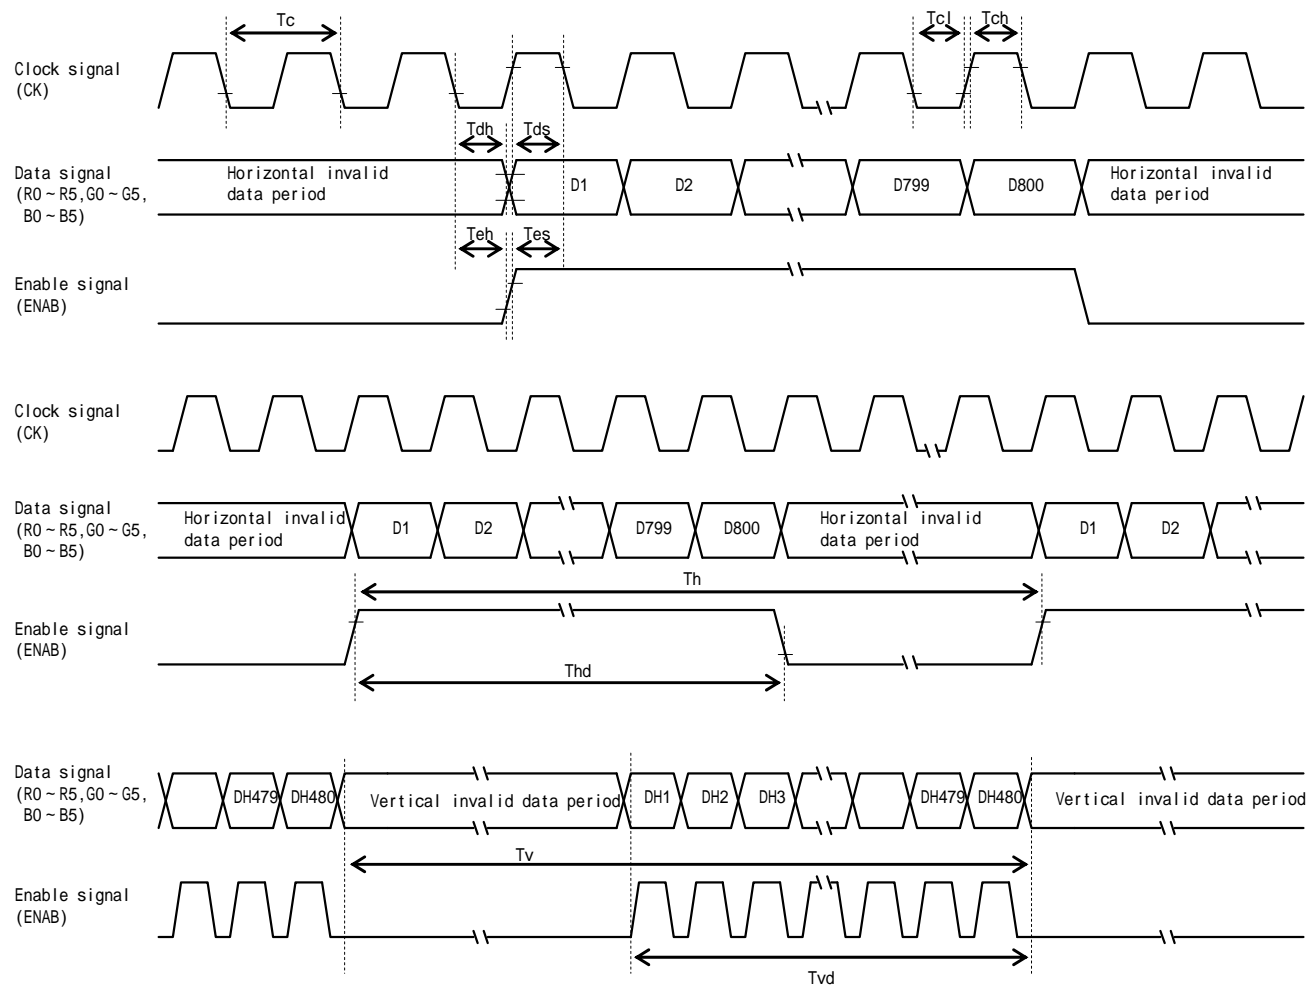 Tc
Tcl
Tch
Clock signal
(CK)
Tdh
Tds
Data signal
(R0～R5,G0～G5,
B0～B5)
Horizontal invalid
data period
D1
D2
D799
D800
Horizontal invalid
data period
Teh
Tes
Enable signal
(ENAB)
Clock signal
(CK)
Data signal
(R0～R5,G0～G5,
B0～B5)
Horizontal invalid
data period
D1
D2
D799
D800
Horizontal invalid
data period
D1
D2
Th
Enable signal
(ENAB)
Thd
Data signal
(R0～R5,G0～G5,
B0～B5)
DH479
DH480
Vertical invalid data period
DH1
DH2
DH3
DH479
DH480
Vertical invalid data period
Tv
Enable signal
(ENAB)
Tvd